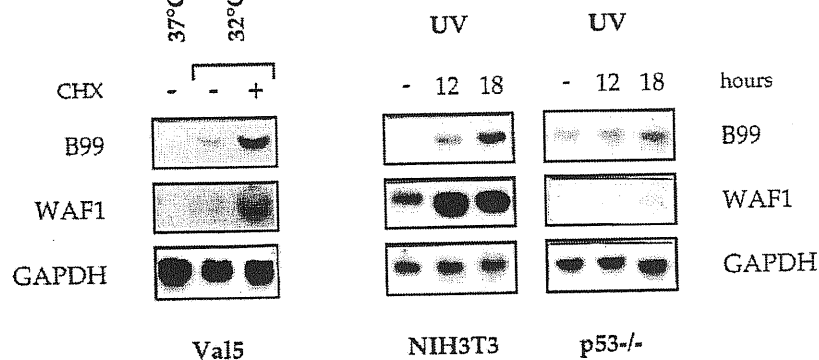 37°C 32°C UV UV
CHX - - + - 12 18 - 12 18 hours
B99 B99
WAF1 WAF1
GAPDH GAPDH
Val5 NIH3T3 p53-/-